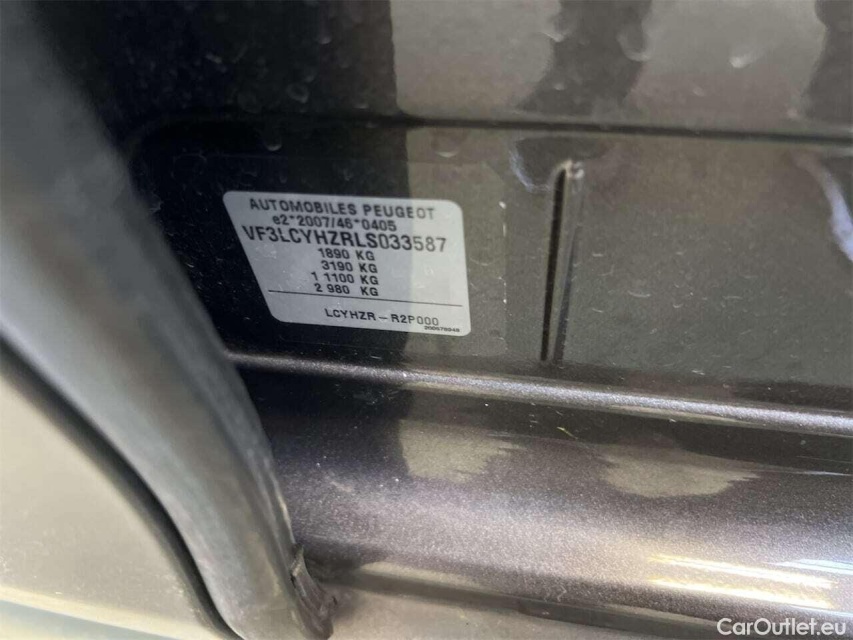 AUTOMOBILES PEUGEOT
e2*2007/46*0405
VF3LCYHZRLS033587
1890 KG
3190 KG
1 1100 KG
2 980 KG
LCYHZR – R2P000
CarOutlet.eu